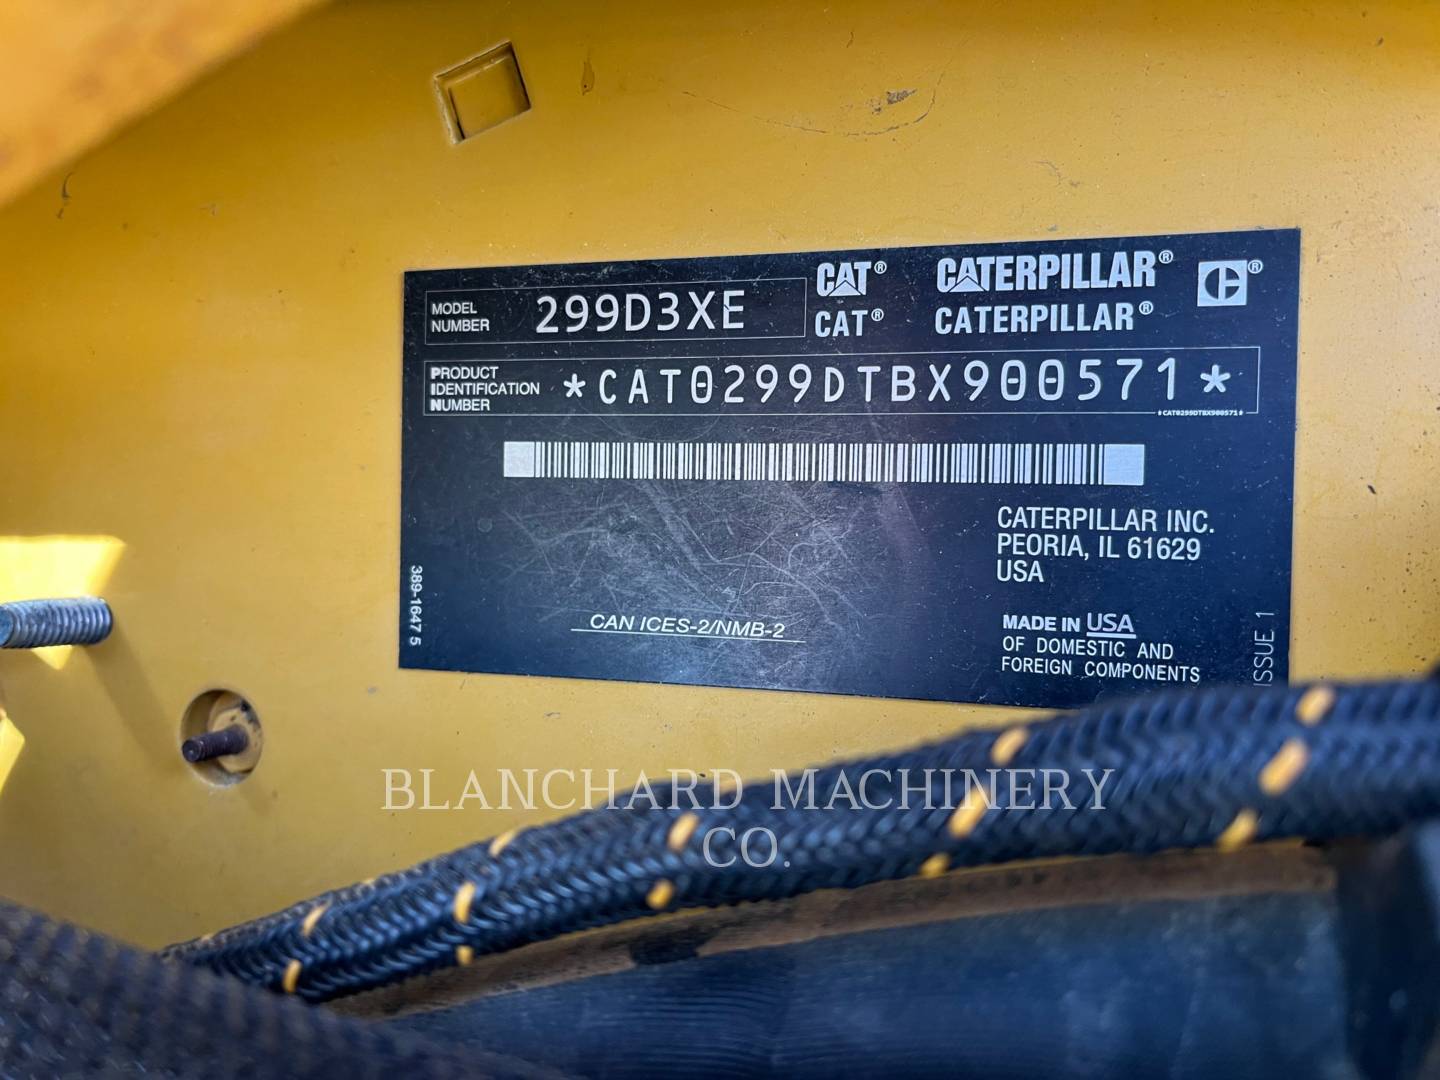 MODEL
NUMBER
299D3XE
CAT® CATERPILLAR® ®
CAT® CATERPILLAR®
PRODUCT
IDENTIFICATION
NUMBER
*CAT0299DTBX900571*
*CAT0299DTBX900571*
CATERPILLAR INC.
PEORIA, IL 61629
USA
389-1647 5
CAN ICES-2/NMB-2
MADE IN USA
OF DOMESTIC AND
FOREIGN COMPONENTS
ISSUE 1
BLANCHARD MACHINERY
CO.